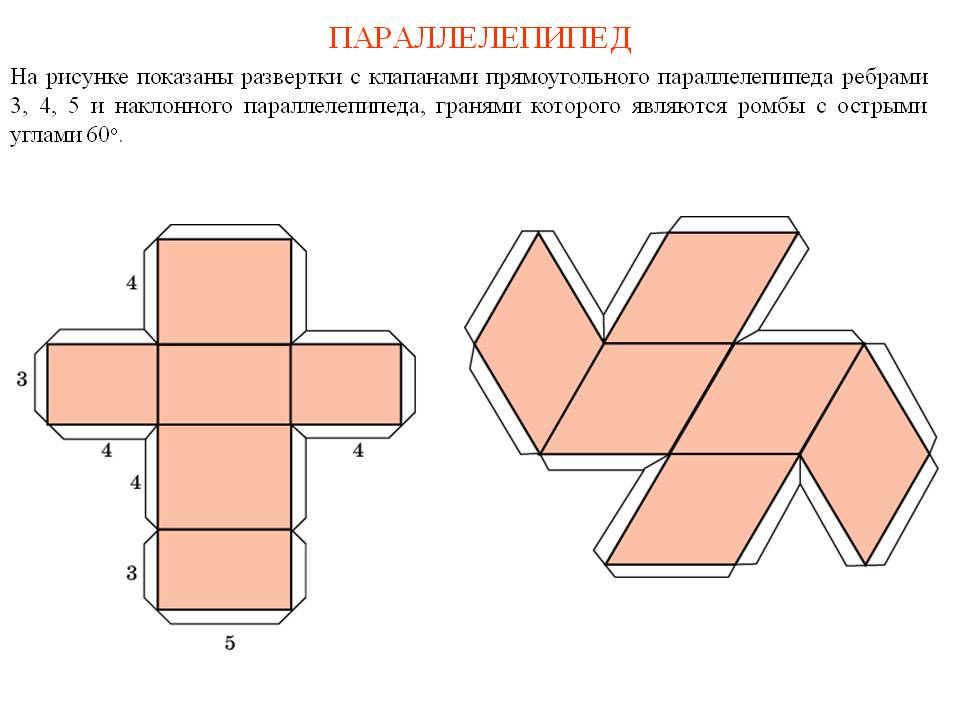 ПАРАЛЛЕЛЕПИПЕД
На рисунке показаны развертки с клапанами прямоугольного параллелепипеда ребрами
3, 4, 5 и наклонного параллелепипеда, гранями которого являются ромбы с острыми
углами 60°.
4
3
4
4
4
3
5